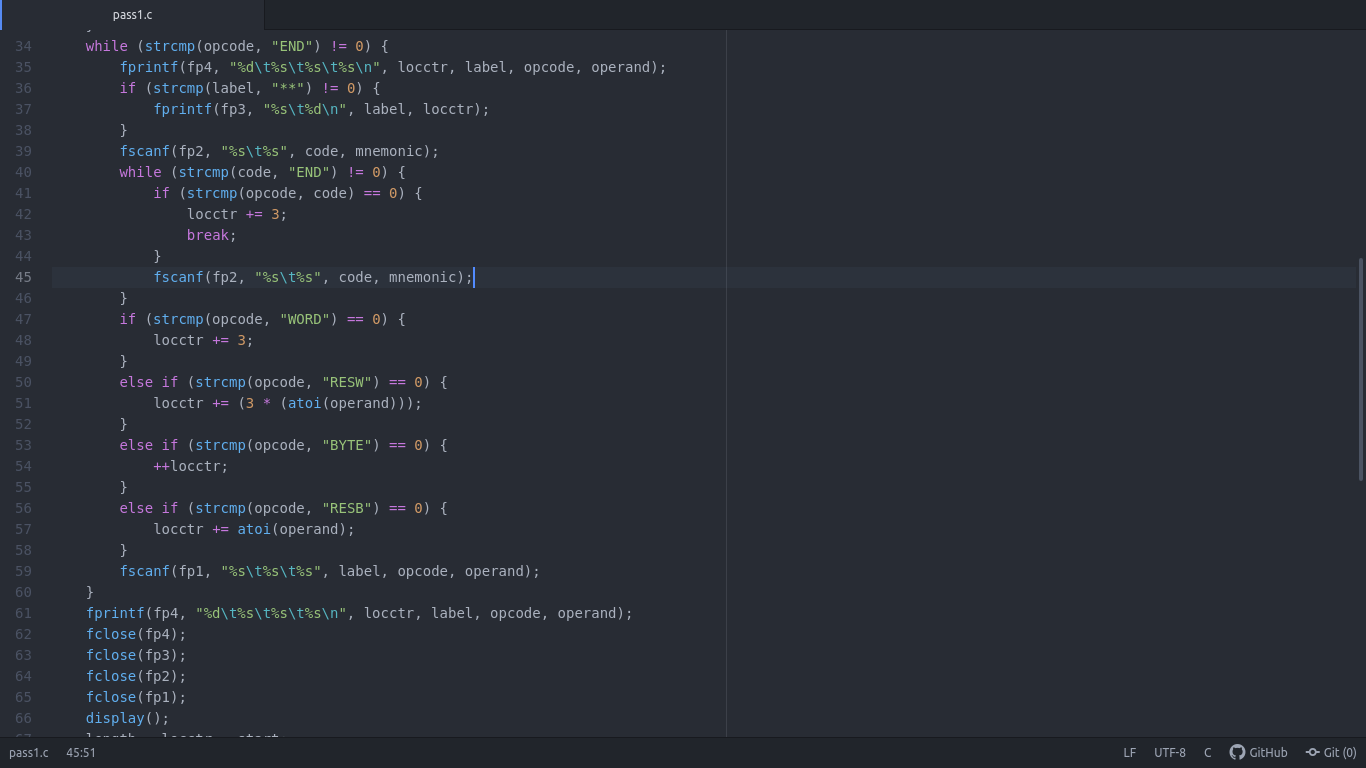 pass1.c
34 while (strcmp(opcode, "END") != 0) {
35 fprintf(fp4, "%d\t%s\t%s\t%s\n", locctr, label, opcode, operand);
36 if (strcmp(label, "**") != 0) {
37 fprintf(fp3, "%s\t%d\n", label, locctr);
38 }
39 fscanf(fp2, "%s\t%s", code, mnemonic);
40 while (strcmp(code, "END") != 0) {
41 if (strcmp(opcode, code) == 0) {
42 locctr += 3;
43 break;
44 }
45 fscanf(fp2, "%s\t%s", code, mnemonic);
46 }
47 if (strcmp(opcode, "WORD") == 0) {
48 locctr += 3;
49 }
50 else if (strcmp(opcode, "RESW") == 0) {
51 locctr += (3 * (atoi(operand)));
52 }
53 else if (strcmp(opcode, "BYTE") == 0) {
54 ++locctr;
55 }
56 else if (strcmp(opcode, "RESB") == 0) {
57 locctr += atoi(operand);
58 }
59 fscanf(fp1, "%s\t%s\t%s", label, opcode, operand);
60 }
61 fprintf(fp4, "%d\t%s\t%s\t%s\n", locctr, label, opcode, operand);
62 fclose(fp4);
63 fclose(fp3);
64 fclose(fp2);
65 fclose(fp1);
66 display();
pass1.c 45:51 LF UTF-8 C GitHub Git (0)